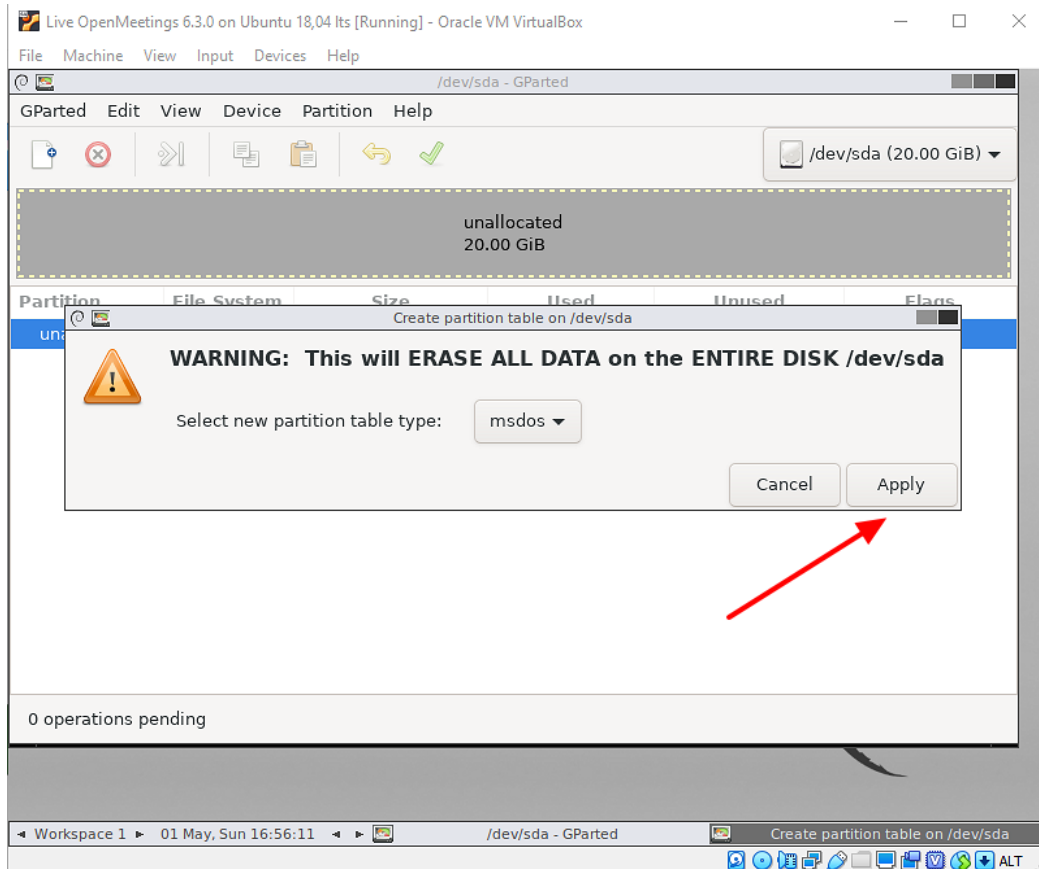 Live OpenMeetings 6.3.0 on Ubuntu 18,04 lts [Running] - Oracle VM VirtualBox
File Machine View Input Devices Help
/dev/sda - GParted
GParted Edit View Device Partition Help
/dev/sda (20.00 GiB)
unallocated
20.00 GiB
Partition File System Size Used Unused Flags
una
Create partition table on /dev/sda
WARNING: This will ERASE ALL DATA on the ENTIRE DISK /dev/sda
Select new partition table type: msdos
Cancel Apply
0 operations pending
Workspace 1 01 May, Sun 16:56:11 /dev/sda - GParted Create partition table on /dev/sda
ALT